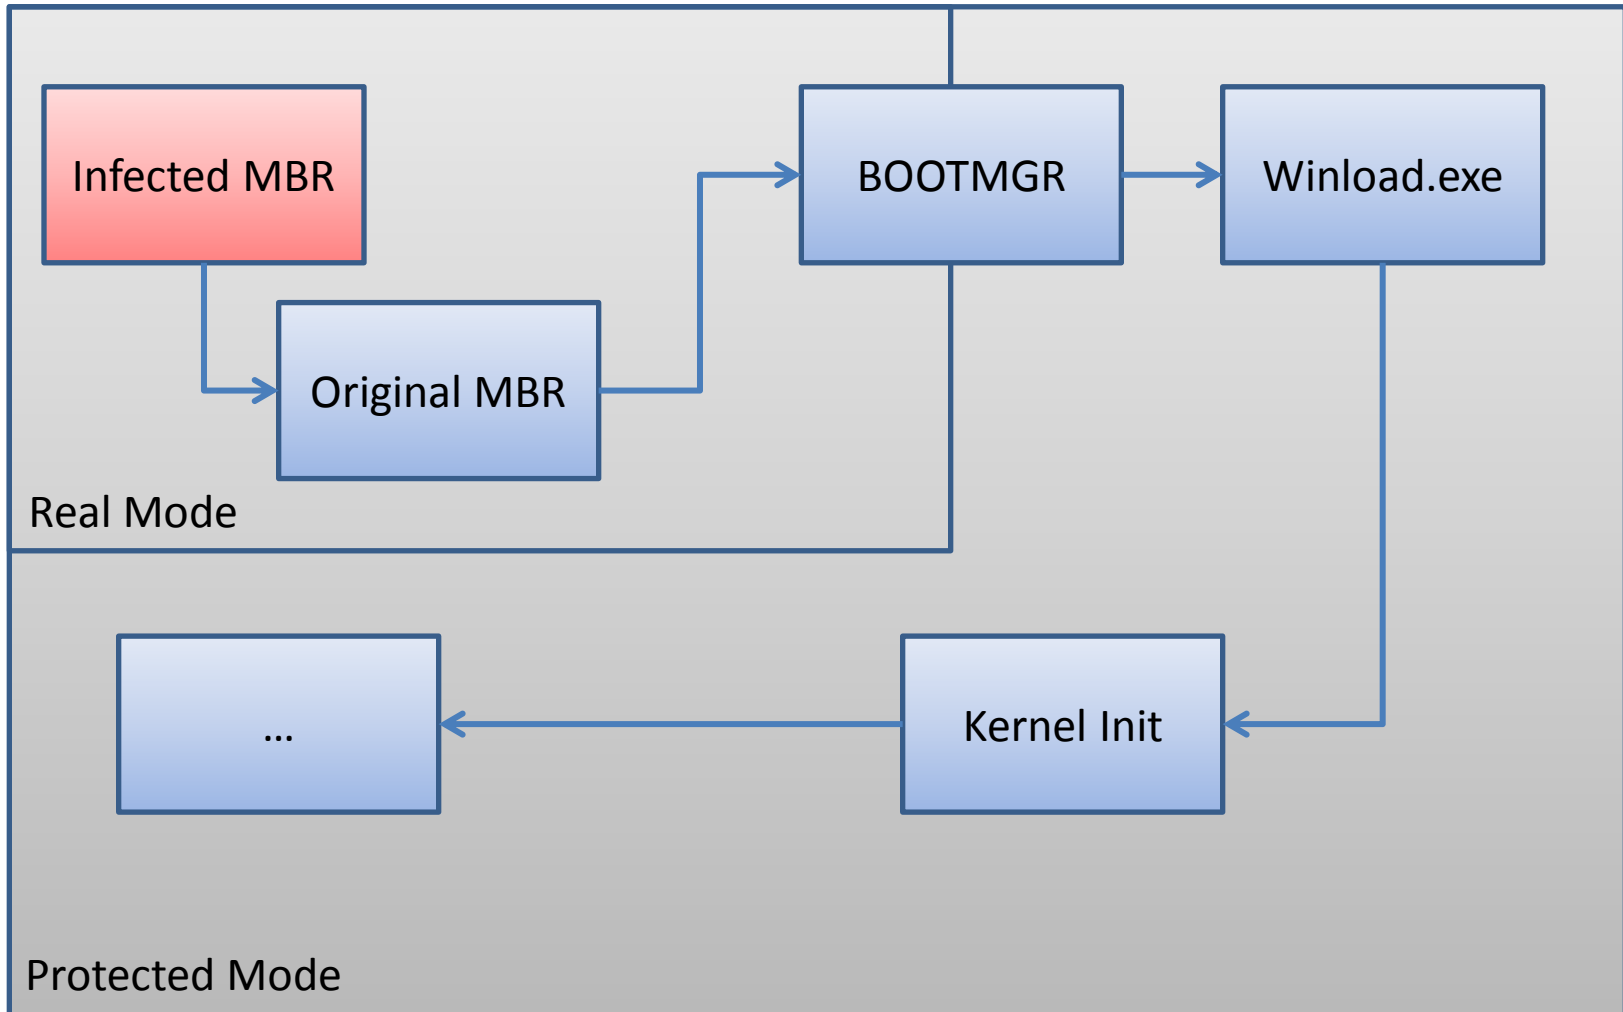 Infected MBR
BOOTMGR
Winload.exe
Original MBR
Real Mode
...
Kernel Init
Protected Mode